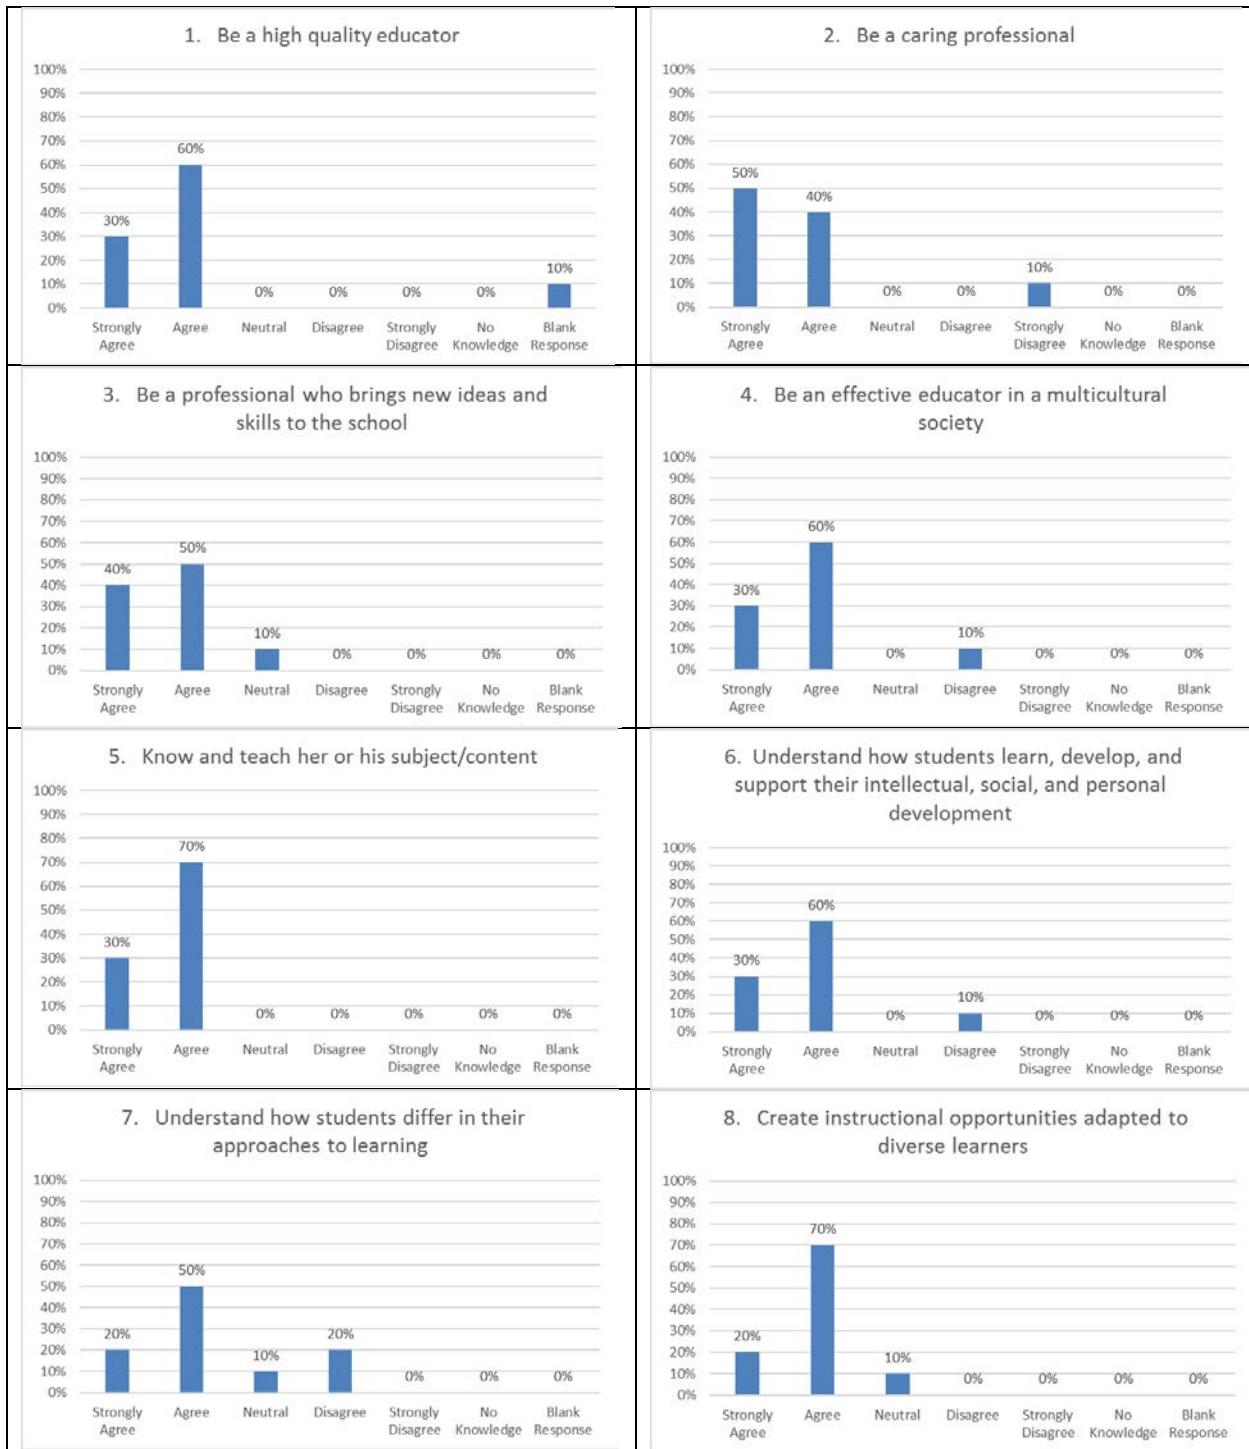 1. Be a high quality educator
100%
90%
80%
70%
60%
50%
40%
30%
20%
10%
0%
30%
60%
0%
0%
0%
0%
10%
Strongly
Agree
Agree
Neutral
Disagree
Strongly
Disagree
No
Knowledge
Blank
Response
2. Be a caring professional
100%
90%
80%
70%
60%
50%
40%
30%
20%
10%
0%
50%
40%
0%
0%
10%
0%
0%
Strongly
Agree
Agree
Neutral
Disagree
Strongly
Disagree
No
Knowledge
Blank
Response
3. Be a professional who brings new ideas and
skills to the school
100%
90%
80%
70%
60%
50%
40%
30%
20%
10%
0%
40%
50%
10%
0%
0%
0%
0%
Strongly
Agree
Agree
Neutral
Disagree
Strongly
Disagree
No
Knowledge
Blank
Response
4. Be an effective educator in a multicultural
society
100%
90%
80%
70%
60%
50%
40%
30%
20%
10%
0%
30%
60%
0%
10%
0%
0%
0%
Strongly
Agree
Agree
Neutral
Disagree
Strongly
Disagree
No
Knowledge
Blank
Response
5. Know and teach her or his subject/content
100%
90%
80%
70%
60%
50%
40%
30%
20%
10%
0%
30%
70%
0%
0%
0%
0%
0%
Strongly
Agree
Agree
Neutral
Disagree
Strongly
Disagree
No
Knowledge
Blank
Response
6. Understand how students learn, develop, and
support their intellectual, social, and personal
development
100%
90%
80%
70%
60%
50%
40%
30%
20%
10%
0%
30%
60%
0%
10%
0%
0%
0%
Strongly
Agree
Agree
Neutral
Disagree
Strongly
Disagree
No
Knowledge
Blank
Response
7. Understand how students differ in their
approaches to learning
100%
90%
80%
70%
60%
50%
40%
30%
20%
10%
0%
20%
50%
10%
20%
0%
0%
0%
Strongly
Agree
Agree
Neutral
Disagree
Strongly
Disagree
No
Knowledge
Blank
Response
8. Create instructional opportunities adapted to
diverse learners
100%
90%
80%
70%
60%
50%
40%
30%
20%
10%
0%
20%
70%
10%
0%
0%
0%
0%
Strongly
Agree
Agree
Neutral
Disagree
Strongly
Disagree
No
Knowledge
Blank
Response